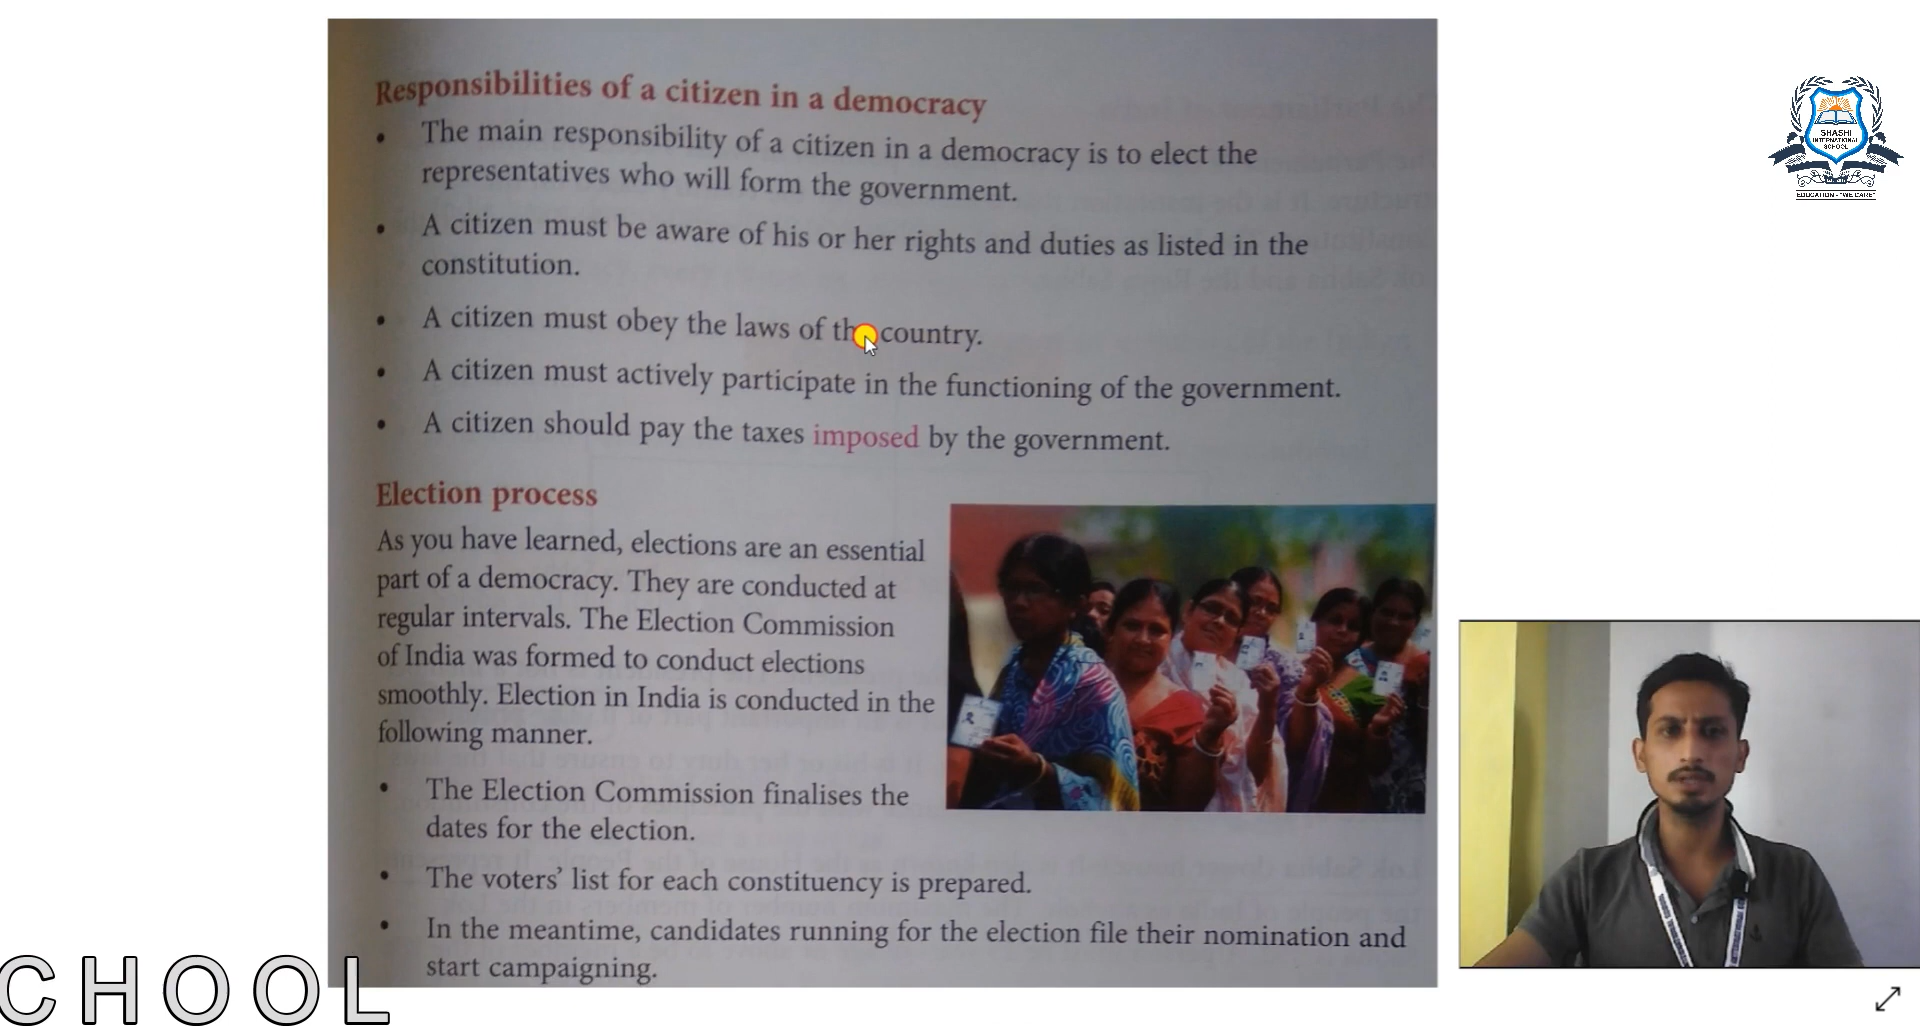 Responsibilities of a citizen in a democracy
• The main responsibility of a citizen in a democracy is to elect the
representatives who will form the government.
• A citizen must be aware of his or her rights and duties as listed in the
constitution.
• A citizen must obey the laws of the country.
• A citizen must actively participate in the functioning of the government.
• A citizen should pay the taxes imposed by the government.
Election process
As you have learned, elections are an essential
part of a democracy. They are conducted at
regular intervals. The Election Commission
of India was formed to conduct elections
smoothly. Election in India is conducted in the
following manner.
• The Election Commission finalises the
dates for the election.
• The voters' list for each constituency is prepared.
• In the meantime, candidates running for the election file their nomination and
start campaigning.
SHASHI
INTERNATIONAL
SCHOOL
EDUCATION - "WE CARE"
CHOOL